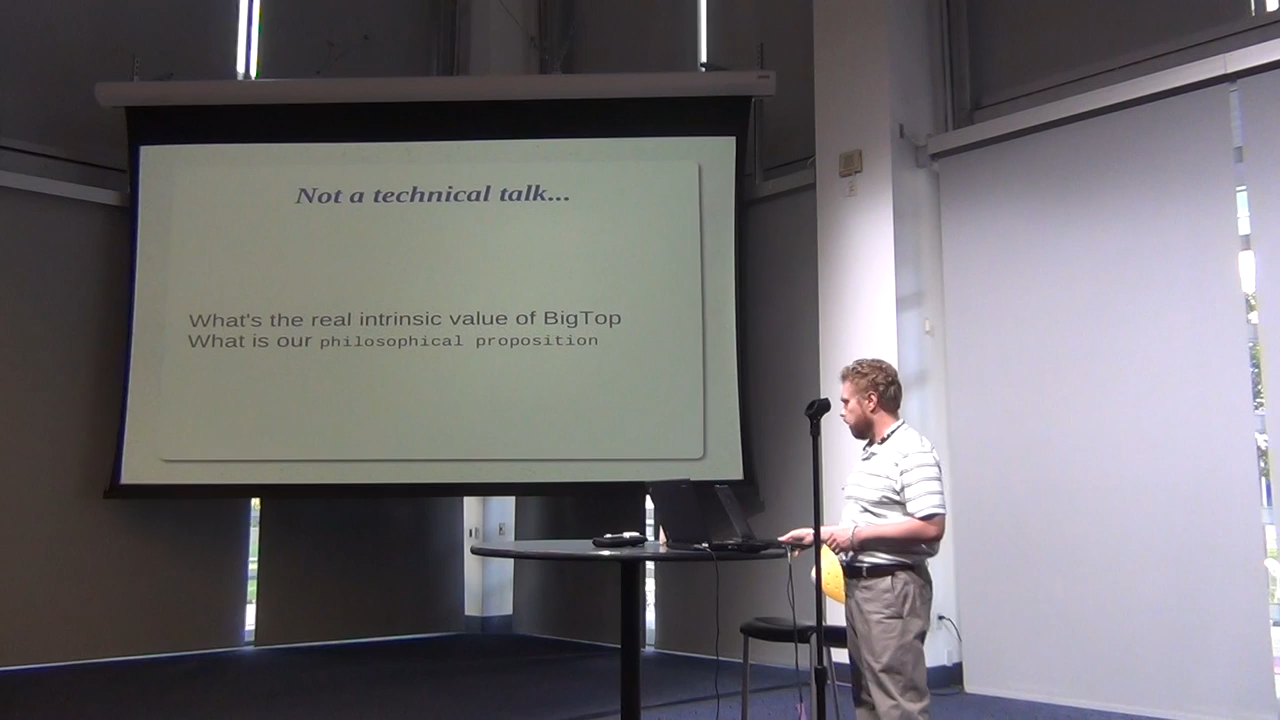 Not a technical talk...
What's the real intrinsic value of BigTop
What is our philosophical proposition